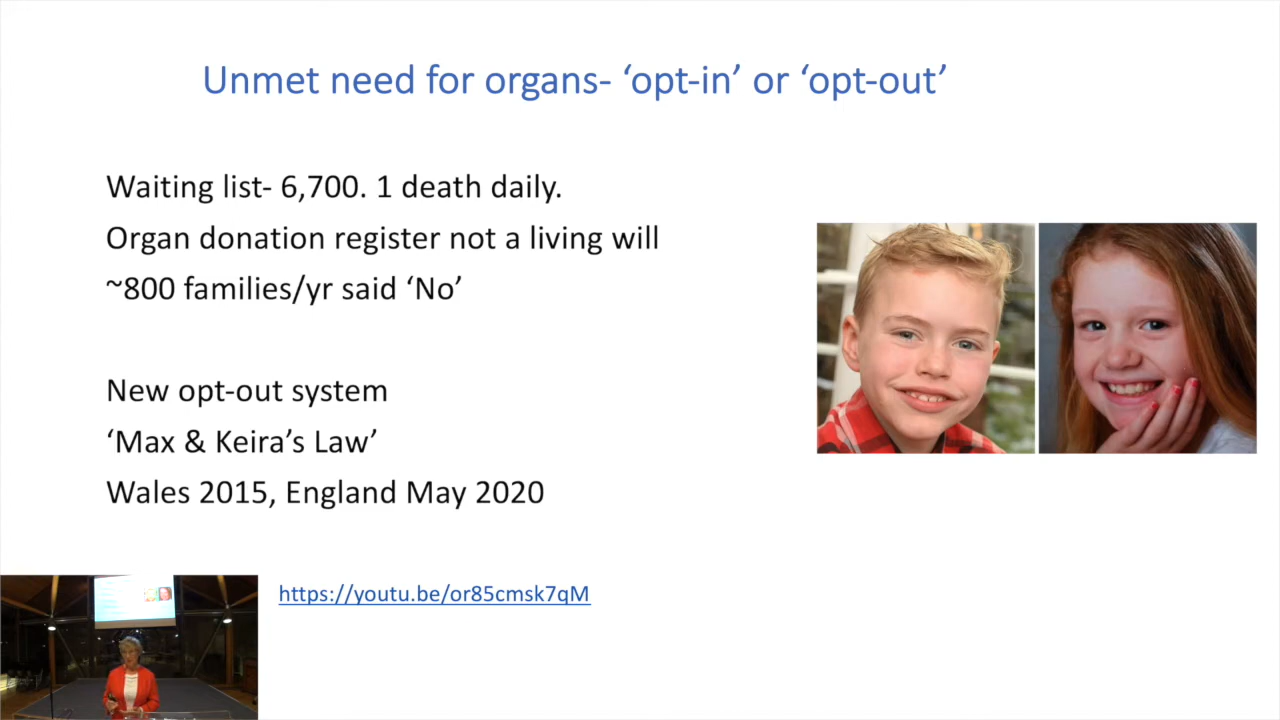 Unmet need for organs- ‘opt-in’ or ‘opt-out’
Waiting list- 6,700. 1 death daily.
Organ donation register not a living will
~800 families/yr said ‘No’
New opt-out system
‘Max & Keira’s Law’
Wales 2015, England May 2020
https://youtu.be/or85cmsk7qM